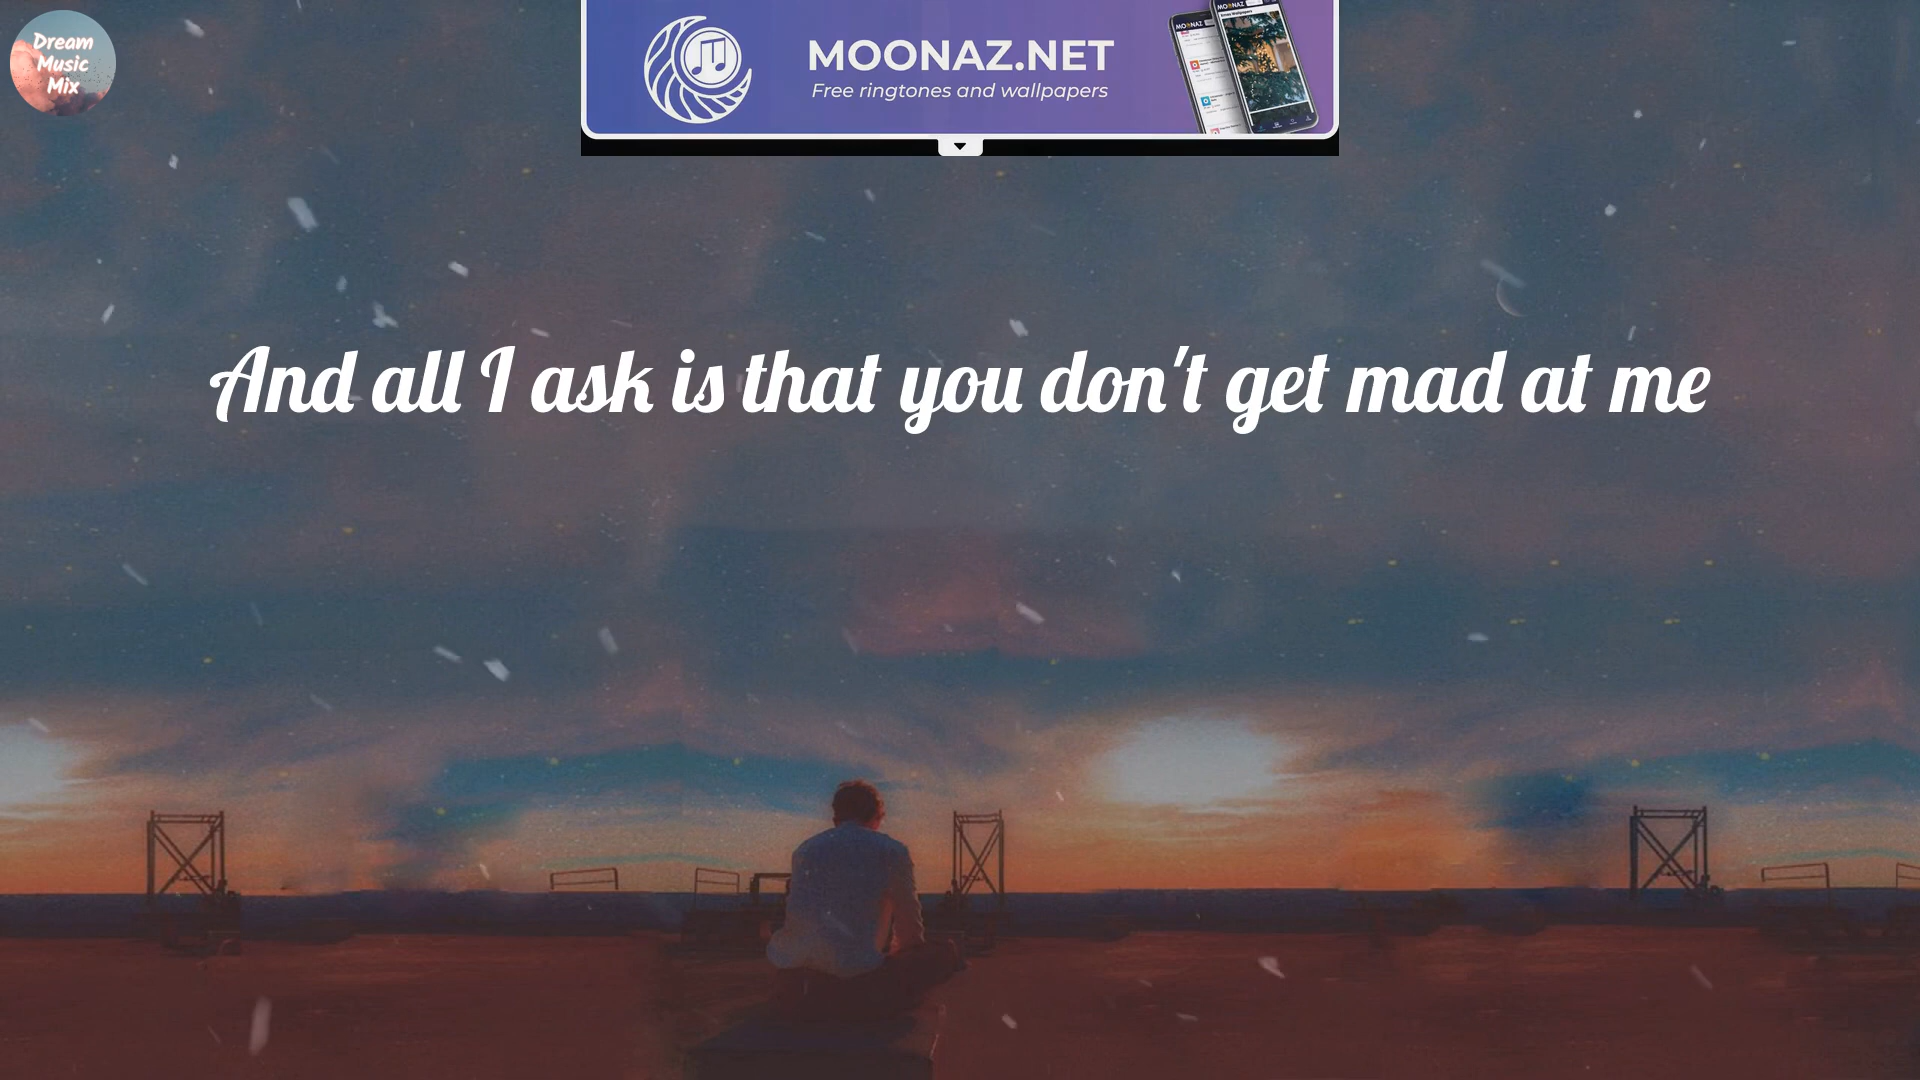 Dream
Music
Mix
MOONAZ.NET
Free ringtones and wallpapers
And all I ask is that you don't get mad at me